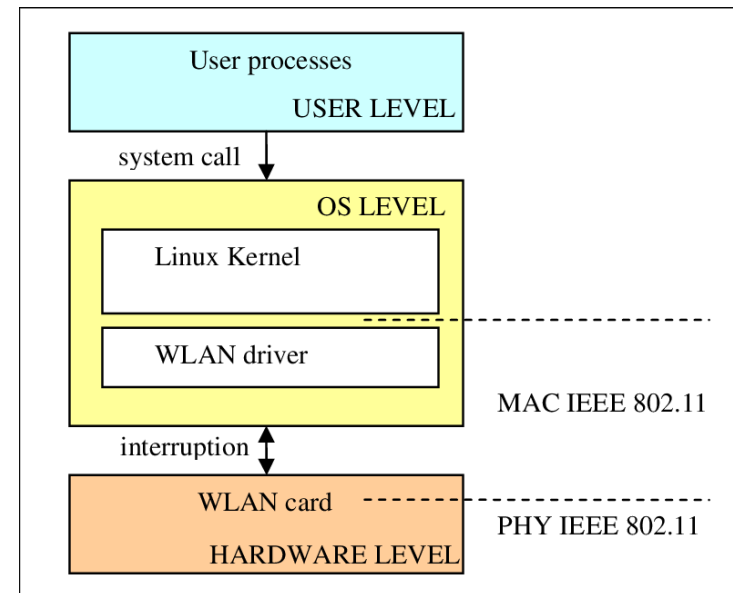 User processes
USER LEVEL
system call
OS LEVEL
Linux Kernel
WLAN driver
MAC IEEE 802.11
interruption
WLAN card
PHY IEEE 802.11
HARDWARE LEVEL